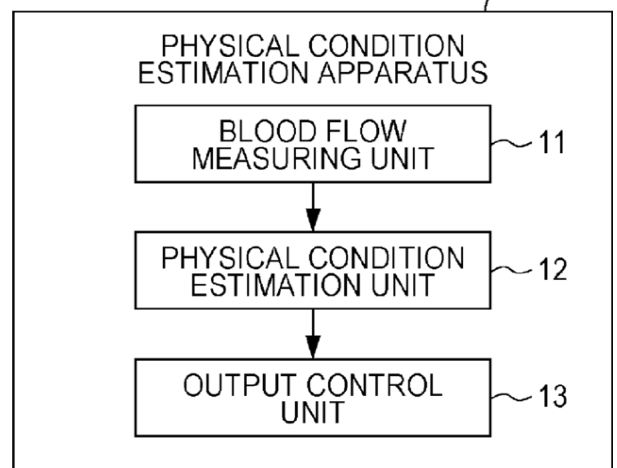 PHYSICAL CONDITION
ESTIMATION APPARATUS
BLOOD FLOW
MEASURING UNIT
11
PHYSICAL CONDITION
ESTIMATION UNIT
12
OUTPUT CONTROL
UNIT
13